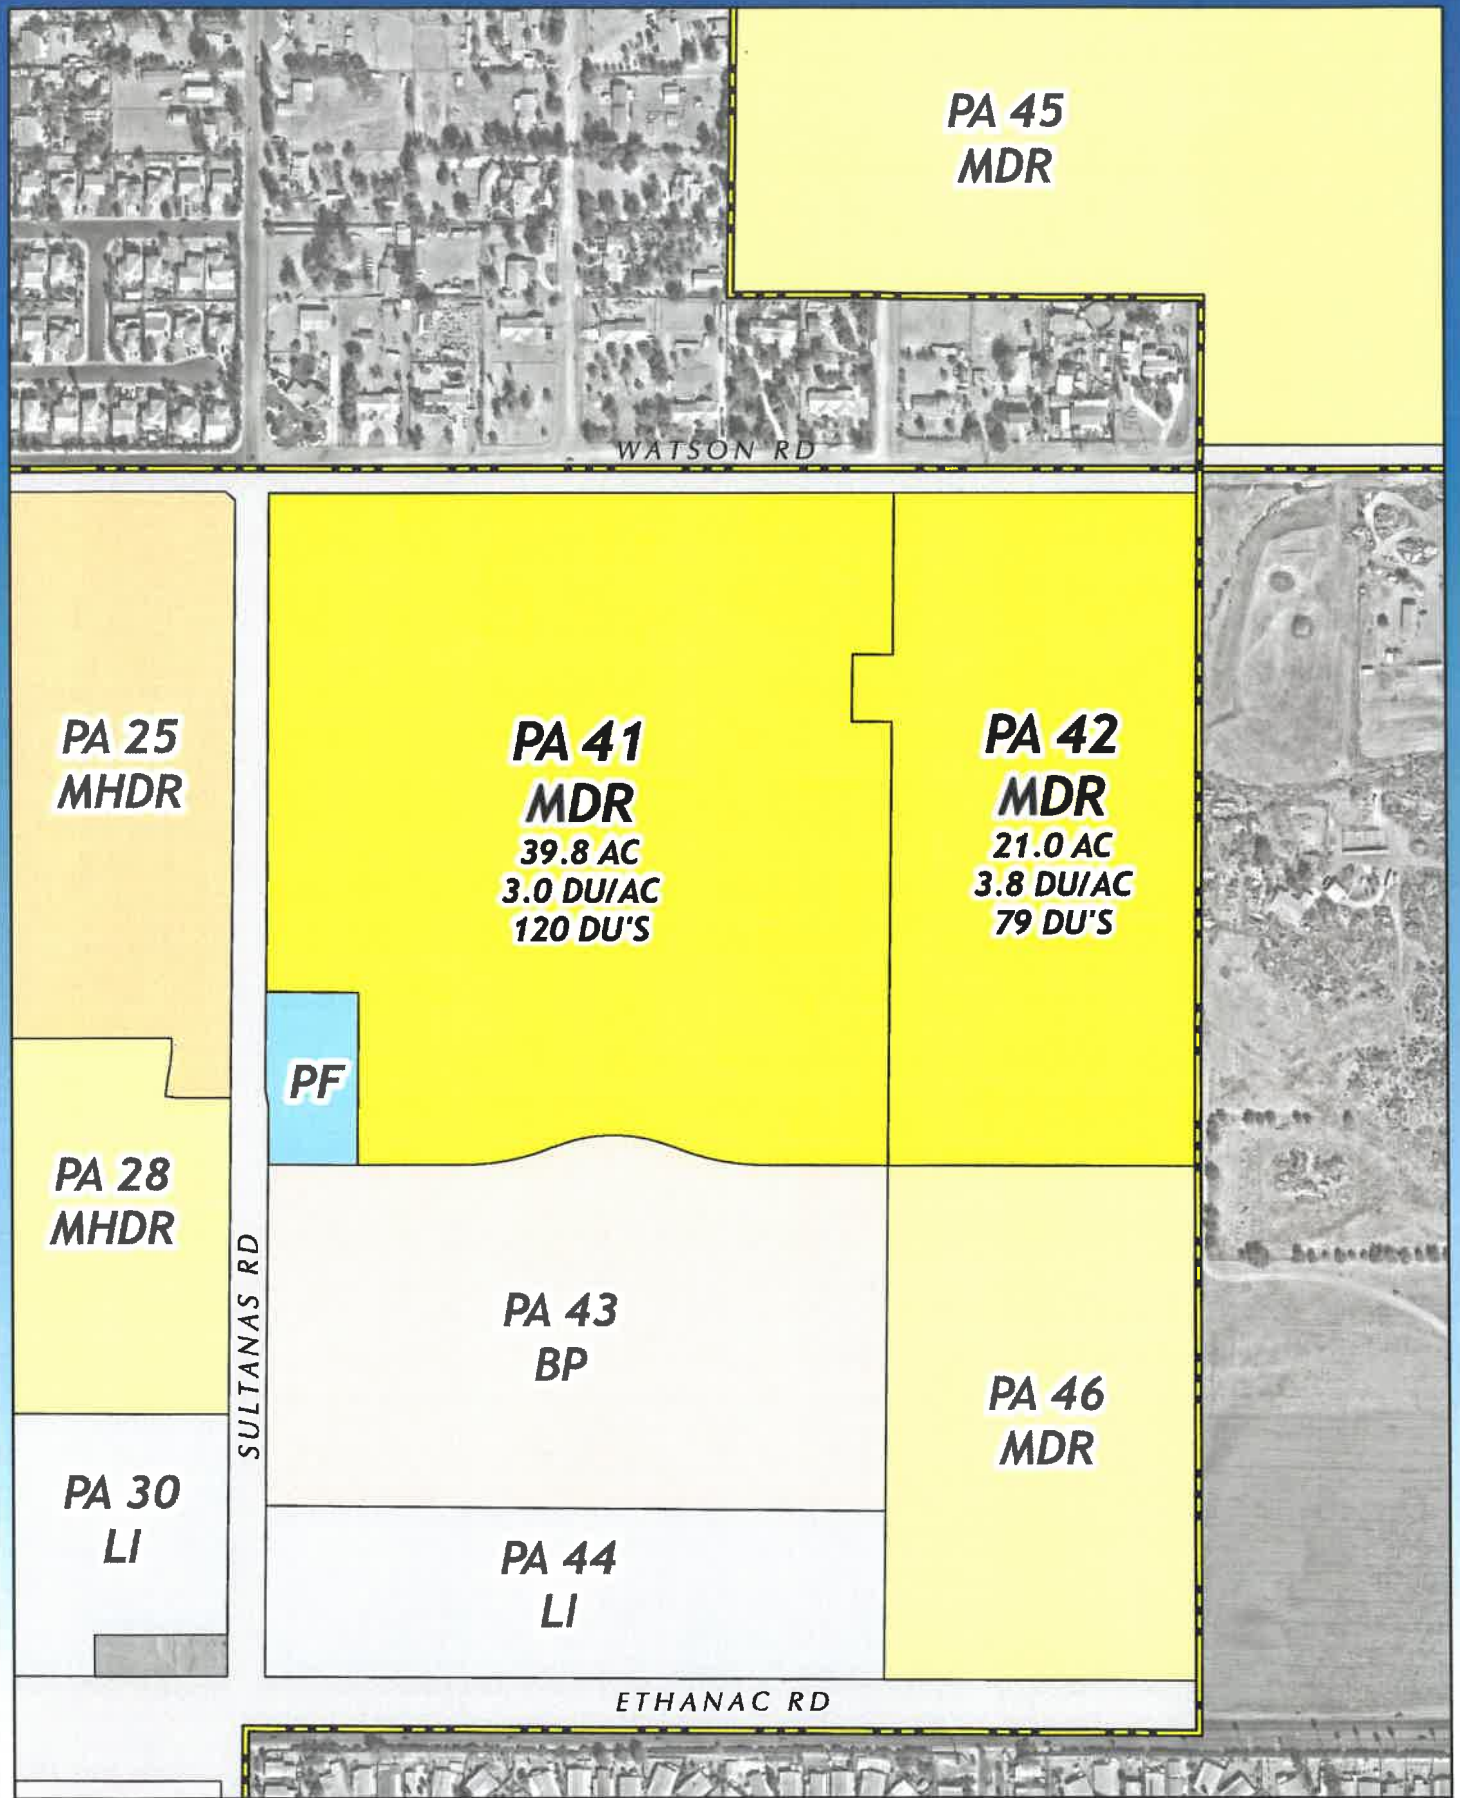 PA 45
MDR
WATSON RD
PA 25
MHDR
PA 41
MDR
39.8 AC
3.0 DU/AC
120 DU'S
PA 42
MDR
21.0 AC
3.8 DU/AC
79 DU'S
PF
PA 28
MHDR
SULTANAS RD
PA 43
BP
PA 46
MDR
PA 30
LI
PA 44
LI
ETHANAC RD